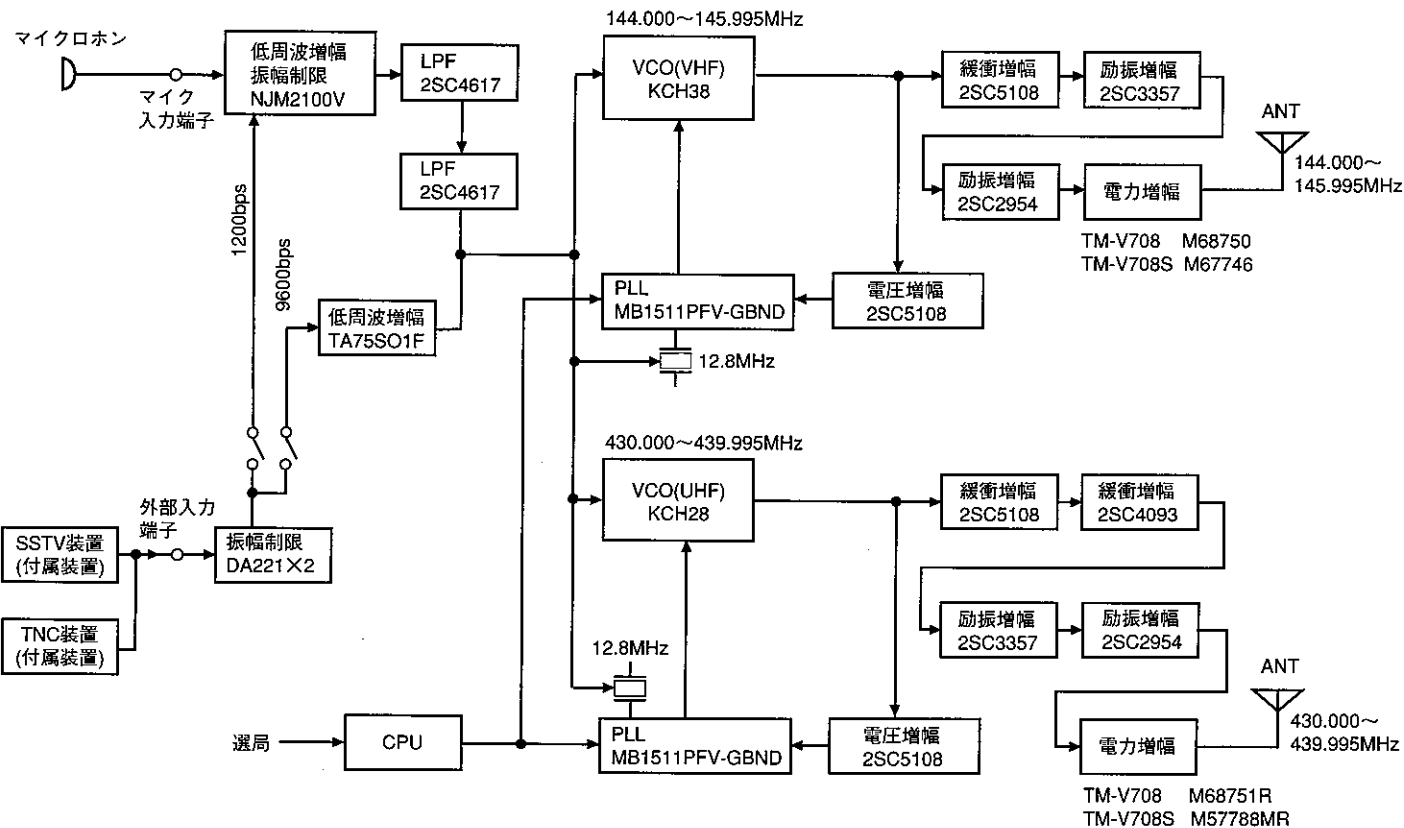 マイクロホン
マイク
入力端子
低周波増幅
振幅制限
NJM2100V
LPF
2SC4617
LPF
2SC4617
1200bps
9600bps
低周波増幅
TA75SO1F
外部入力
端子
SSTV装置
(付属装置)
TNC装置
(付属装置)
振幅制限
DA221×2
選局
CPU
144.000～145.995MHz
VCO(VHF)
KCH38
PLL
MB1511PFV-GBND
12.8MHz
電圧増幅
2SC5108
緩衝増幅
2SC5108
励振増幅
2SC3357
励振増幅
2SC2954
電力増幅
TM-V708 M68750
TM-V708S M67746
ANT
144.000～
145.995MHz
430.000～439.995MHz
VCO(UHF)
KCH28
12.8MHz
PLL
MB1511PFV-GBND
電圧増幅
2SC5108
緩衝増幅
2SC5108
緩衝増幅
2SC4093
励振増幅
2SC3357
励振増幅
2SC2954
電力増幅
TM-V708 M68751R
TM-V708S M57788MR
ANT
430.000～
439.995MHz